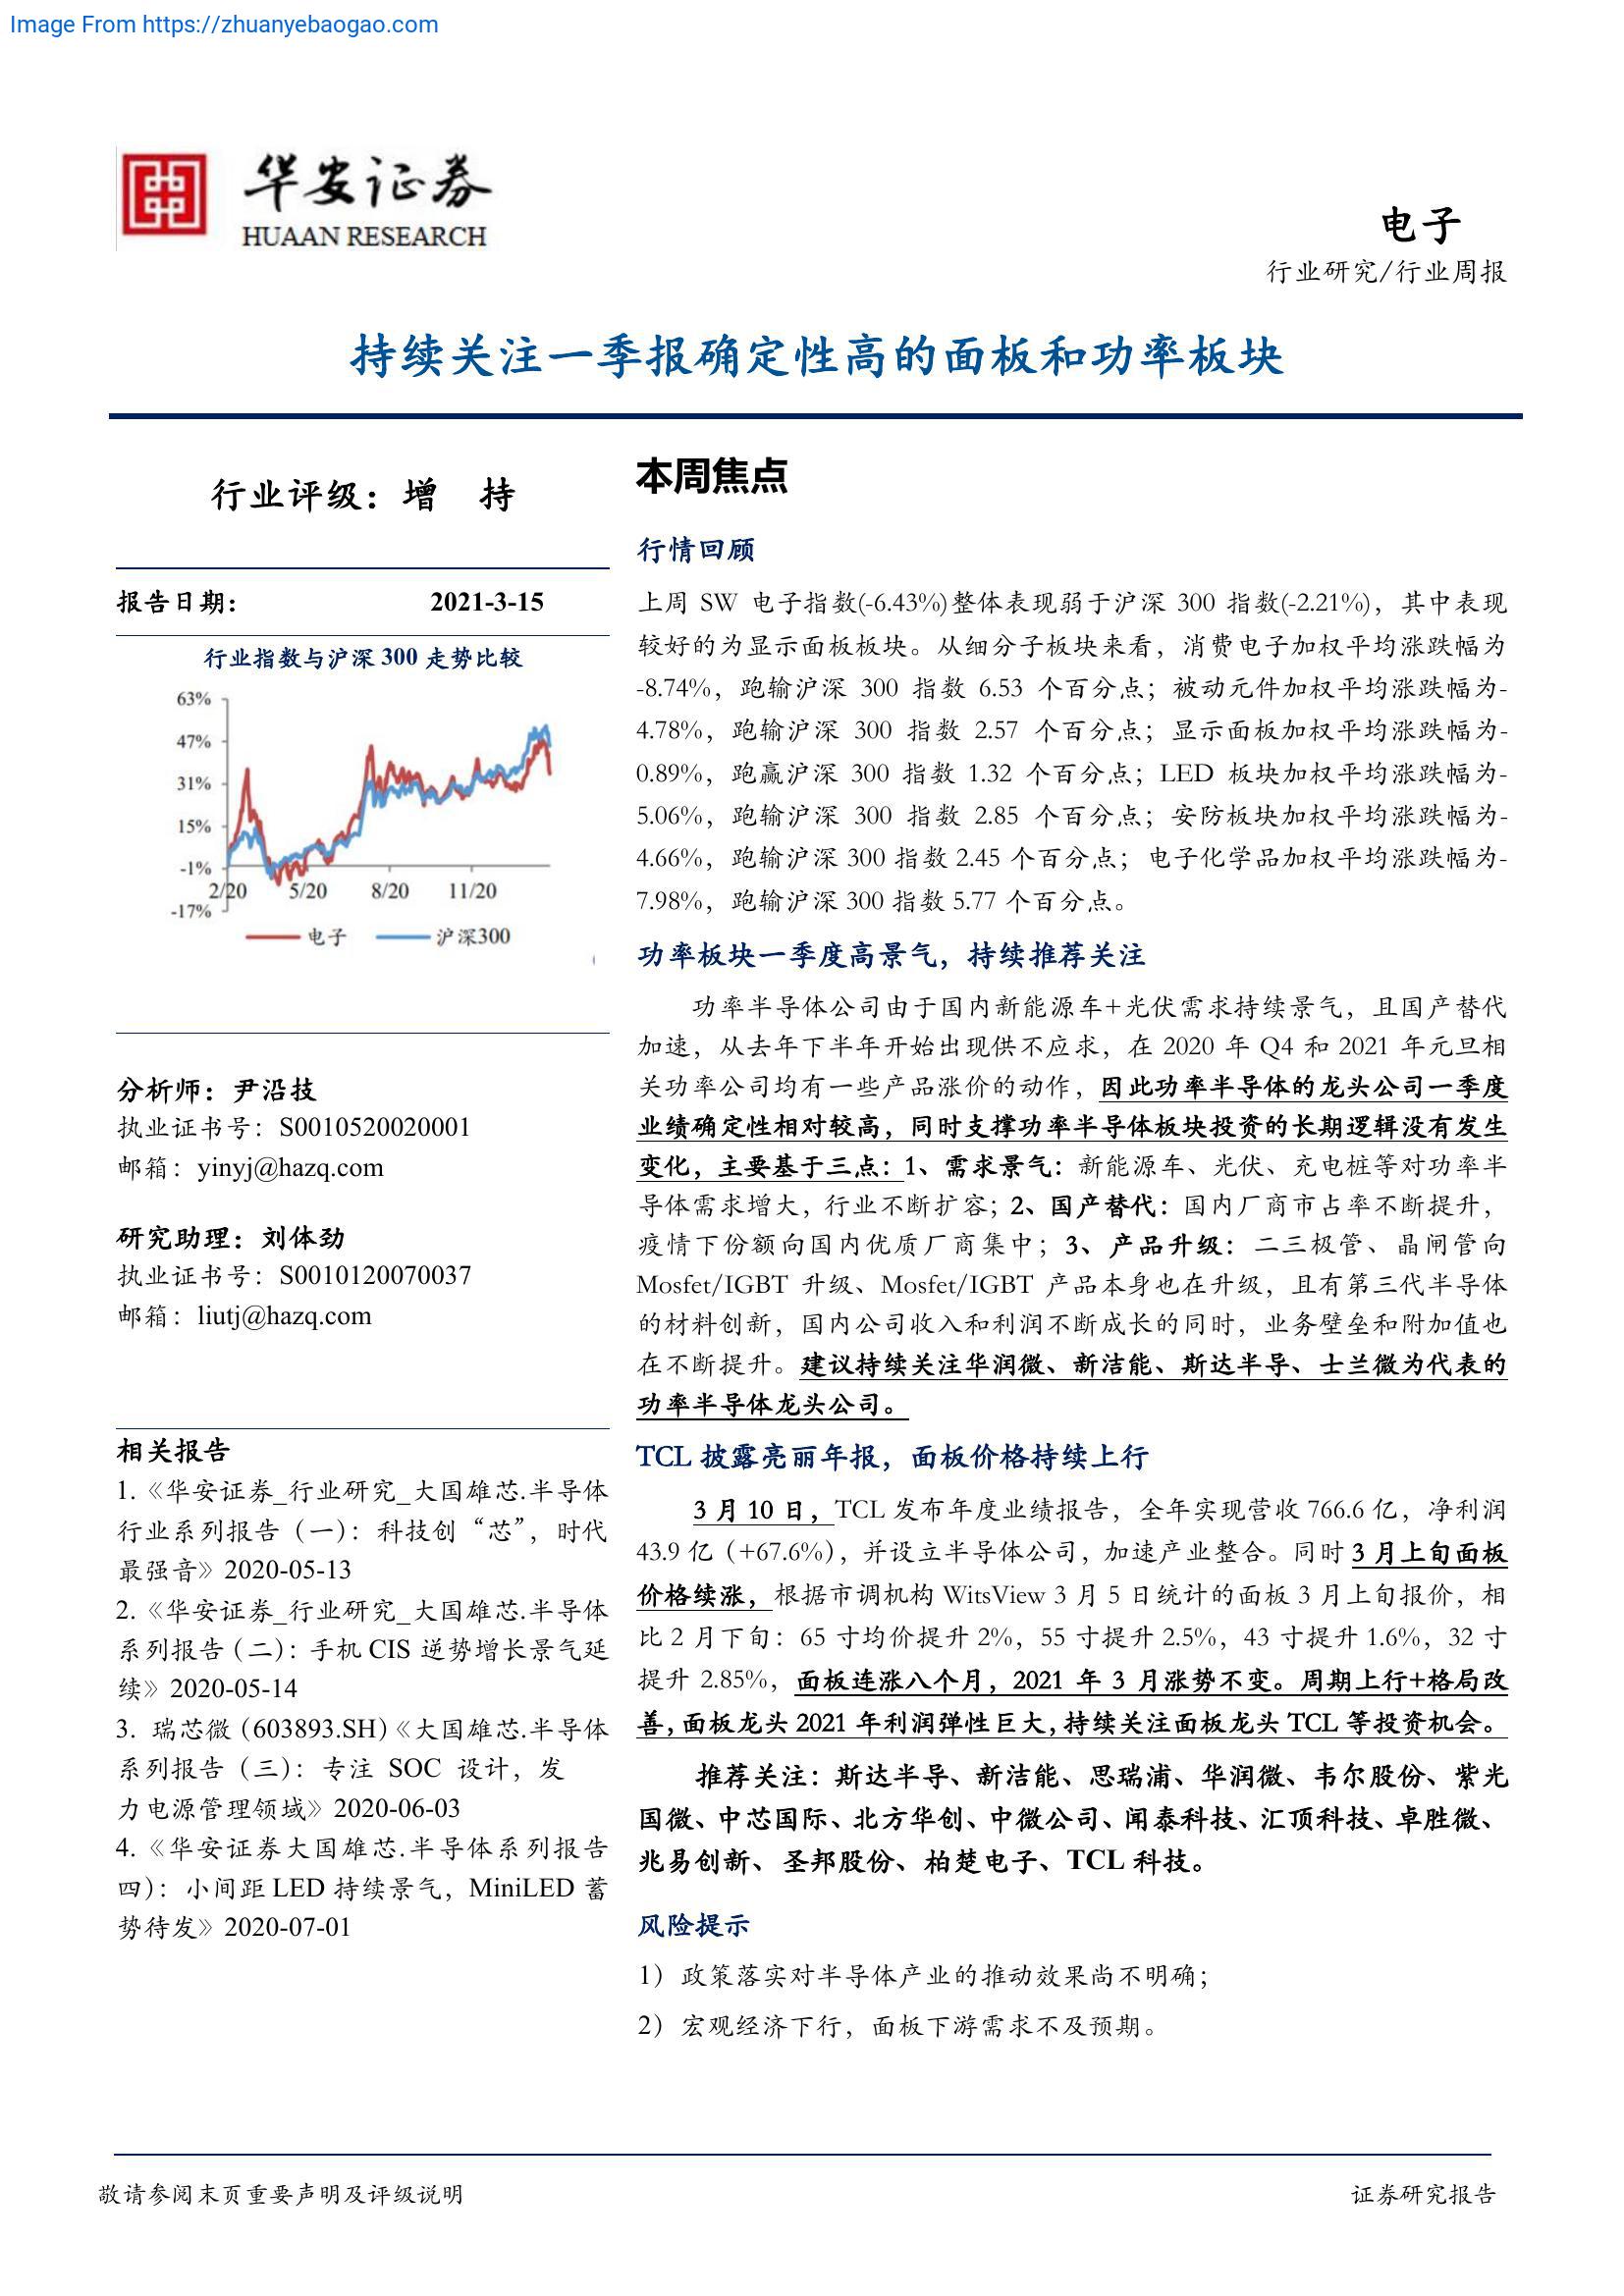 Image From https://zhuanyebaogao.com
华安证券
HUAAN RESEARCH
电子
行业研究/行业周报
持续关注一季报确定性高的面板和功率板块
行业评级：增 持
报告日期： 2021-3-15
行业指数与沪深 300 走势比较
63%
47%
31%
15%
-1%
-17%
2/20 5/20 8/20 11/20
电子 沪深300
分析师：尹沿技
执业证书号：S0010520020001
邮箱：yinyj@hazq.com
研究助理：刘体劲
执业证书号：S0010120070037
邮箱：liutj@hazq.com
相关报告
1.《华安证券_行业研究_大国雄芯.半导体
行业系列报告（一）：科技创“芯”，时代
最强音》2020-05-13
2.《华安证券_行业研究_大国雄芯.半导体
系列报告（二）：手机 CIS 逆势增长景气延
续》2020-05-14
3. 瑞芯微（603893.SH）《大国雄芯.半导体
系列报告（三）：专注 SOC 设计，发
力电源管理领域》2020-06-03
4.《华安证券大国雄芯.半导体系列报告
四）：小间距 LED 持续景气，MiniLED 蓄
势待发》2020-07-01
本周焦点
行情回顾
上周 SW 电子指数(-6.43%)整体表现弱于沪深 300 指数(-2.21%)，其中表现
较好的为显示面板板块。从细分子板块来看，消费电子加权平均涨跌幅为
-8.74%，跑输沪深 300 指数 6.53 个百分点；被动元件加权平均涨跌幅为-
4.78%，跑输沪深 300 指数 2.57 个百分点；显示面板加权平均涨跌幅为-
0.89%，跑赢沪深 300 指数 1.32 个百分点；LED 板块加权平均涨跌幅为-
5.06%，跑输沪深 300 指数 2.85 个百分点；安防板块加权平均涨跌幅为-
4.66%，跑输沪深 300 指数 2.45 个百分点；电子化学品加权平均涨跌幅为-
7.98%，跑输沪深 300 指数 5.77 个百分点。
功率板块一季度高景气，持续推荐关注
功率半导体公司由于国内新能源车+光伏需求持续景气，且国产替代
加速，从去年下半年开始出现供不应求，在 2020 年 Q4 和 2021 年元旦相
关功率公司均有一些产品涨价的动作，因此功率半导体的龙头公司一季度
业绩确定性相对较高，同时支撑功率半导体板块投资的长期逻辑没有发生
变化，主要基于三点：1、需求景气：新能源车、光伏、充电桩等对功率半
导体需求增大，行业不断扩容；2、国产替代：国内厂商市占率不断提升，
疫情下份额向国内优质厂商集中；3、产品升级：二三极管、晶闸管向
Mosfet/IGBT 升级、Mosfet/IGBT 产品本身也在升级，且有第三代半导体
的材料创新，国内公司收入和利润不断成长的同时，业务壁垒和附加值也
在不断提升。建议持续关注华润微、新洁能、斯达半导、士兰微为代表的
功率半导体龙头公司。
TCL 披露亮丽年报，面板价格持续上行
3 月 10 日，TCL 发布年度业绩报告，全年实现营收 766.6 亿，净利润
43.9 亿（+67.6%），并设立半导体公司，加速产业整合。同时 3 月上旬面板
价格续涨，根据市调机构 WitsView 3 月 5 日统计的面板 3 月上旬报价，相
比 2 月下旬：65 寸均价提升 2%，55 寸提升 2.5%，43 寸提升 1.6%，32 寸
提升 2.85%，面板连涨八个月，2021 年 3 月涨势不变。周期上行+格局改
善，面板龙头 2021 年利润弹性巨大，持续关注面板龙头 TCL 等投资机会。
推荐关注：斯达半导、新洁能、思瑞浦、华润微、韦尔股份、紫光
国微、中芯国际、北方华创、中微公司、闻泰科技、汇顶科技、卓胜微、
兆易创新、圣邦股份、柏楚电子、TCL 科技。
风险提示
1）政策落实对半导体产业的推动效果尚不明确；
2）宏观经济下行，面板下游需求不及预期。
敬请参阅末页重要声明及评级说明 证券研究报告